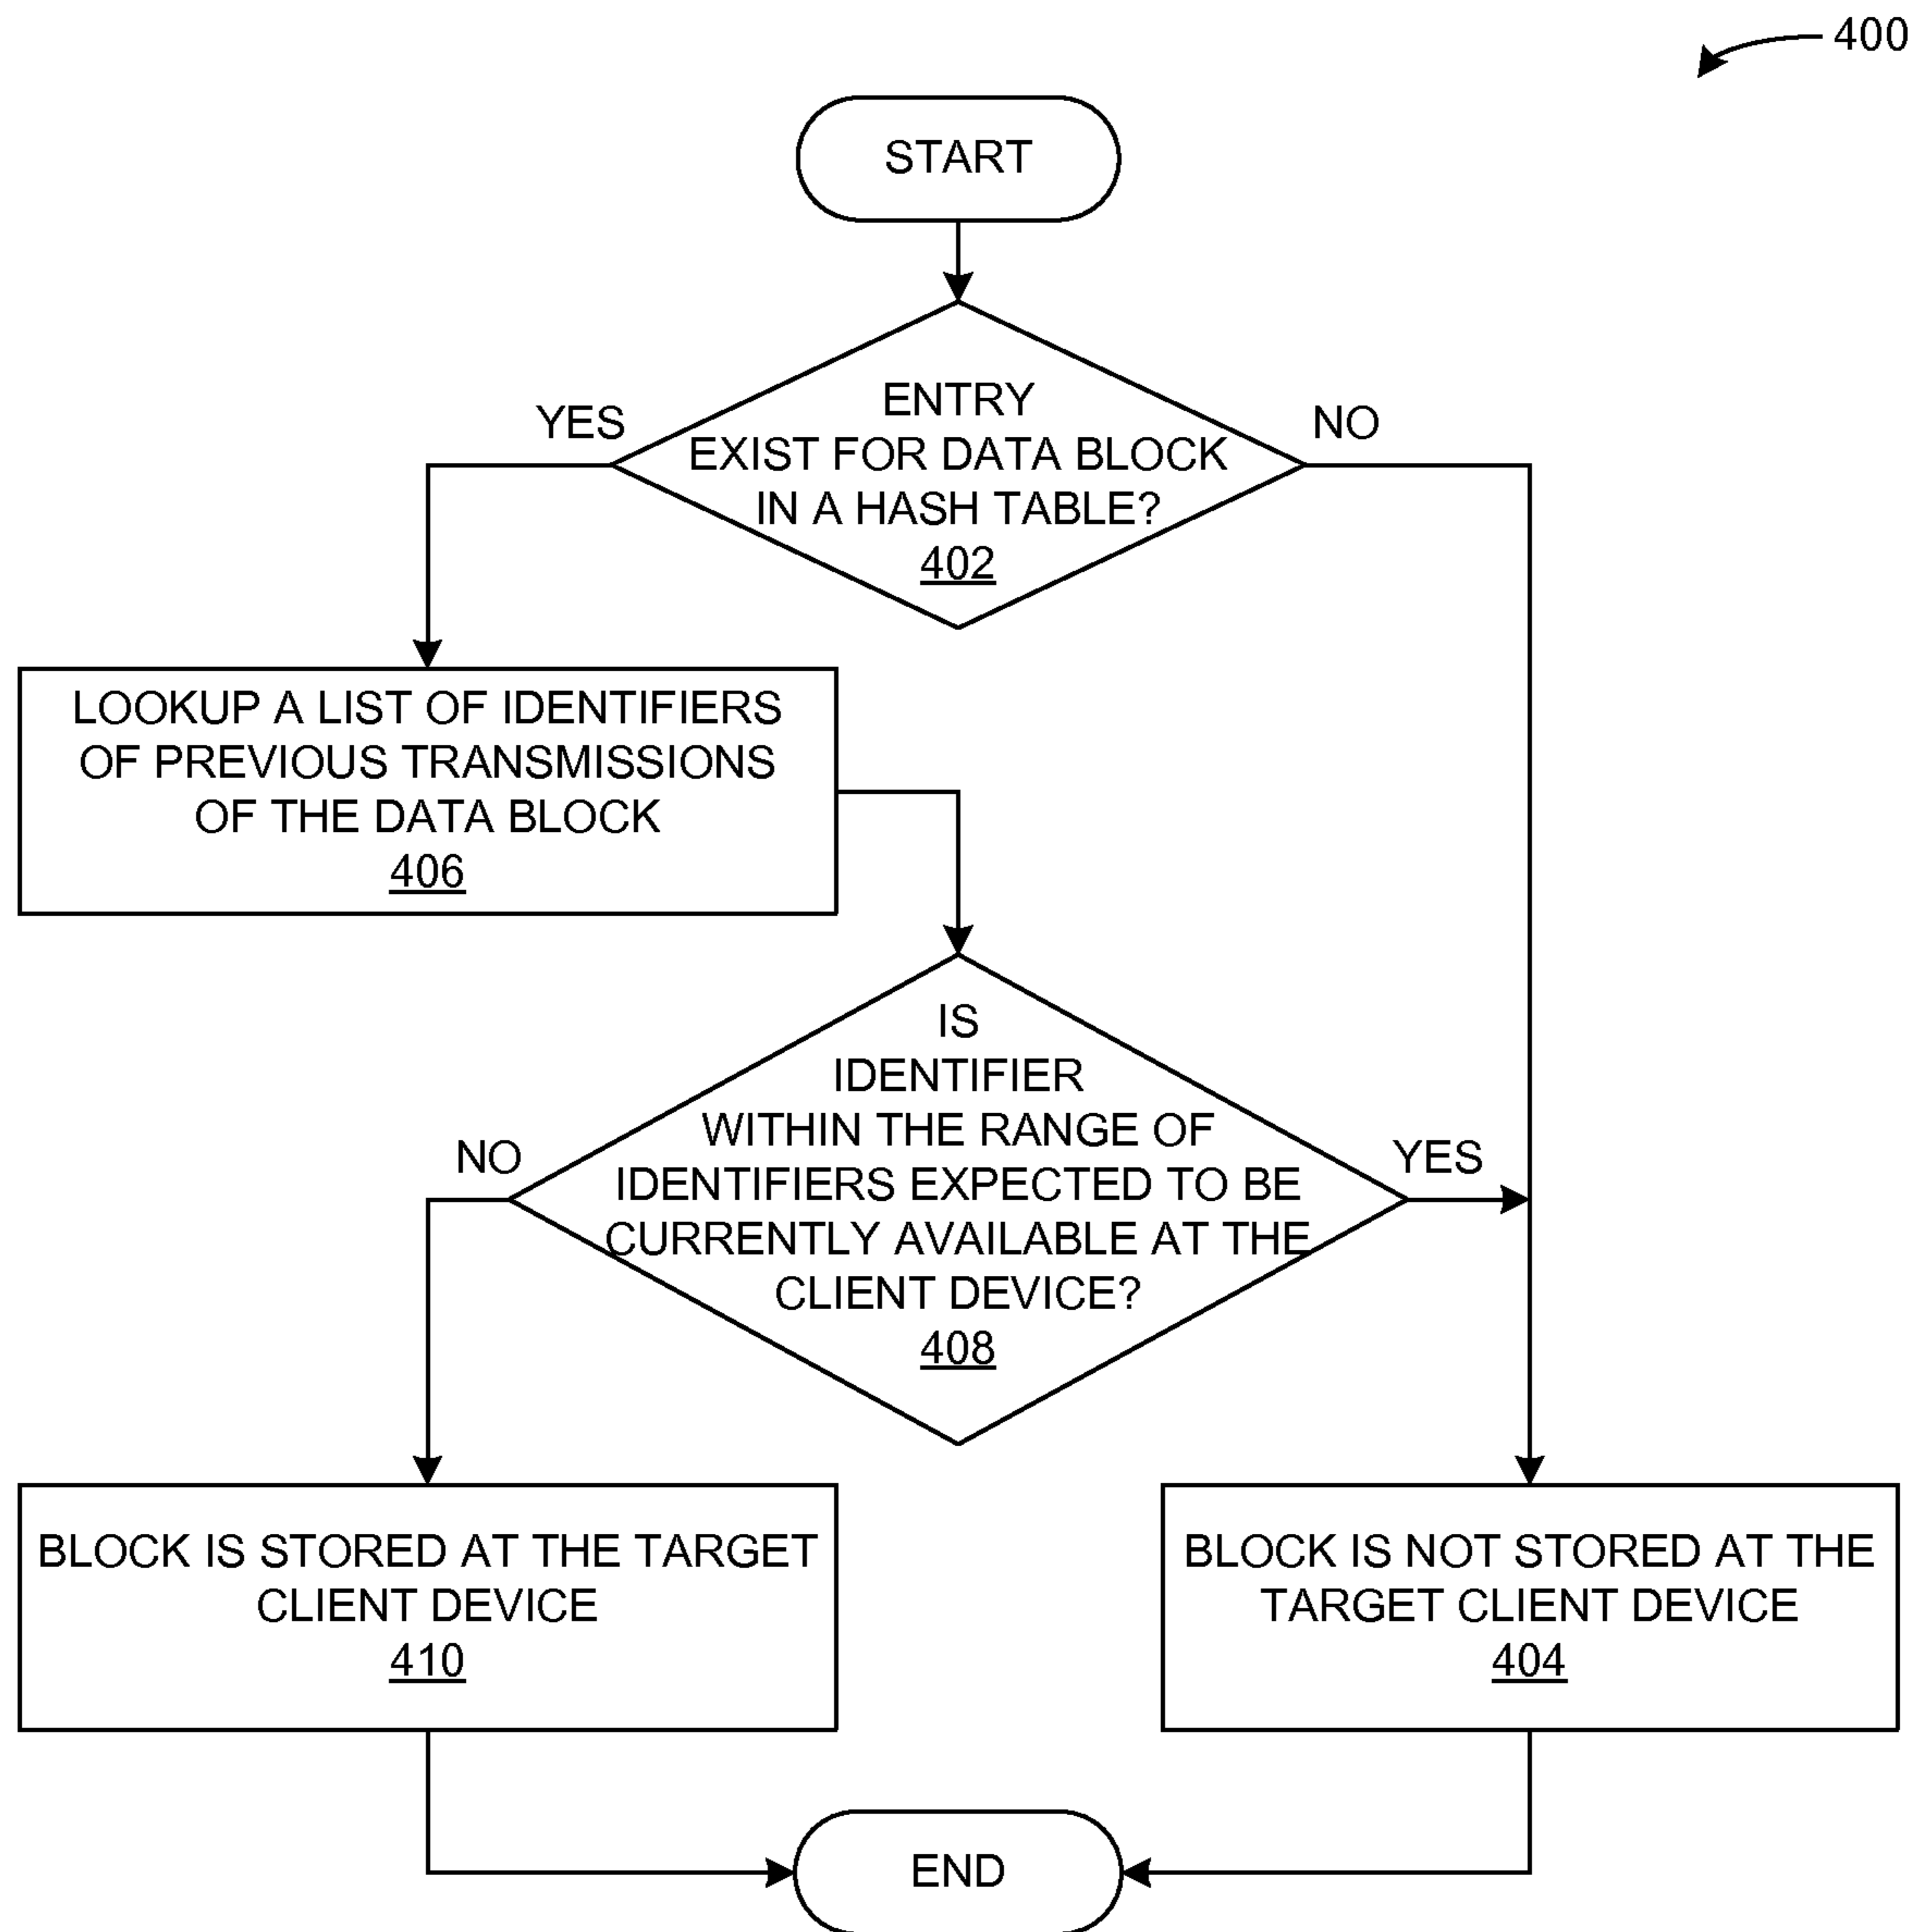 400
START
ENTRY
EXIST FOR DATA BLOCK
IN A HASH TABLE?
402
YES
NO
LOOKUP A LIST OF IDENTIFIERS
OF PREVIOUS TRANSMISSIONS
OF THE DATA BLOCK
406
IS
IDENTIFIER
WITHIN THE RANGE OF
IDENTIFIERS EXPECTED TO BE
CURRENTLY AVAILABLE AT THE
CLIENT DEVICE?
408
NO
YES
BLOCK IS STORED AT THE TARGET
CLIENT DEVICE
410
BLOCK IS NOT STORED AT THE
TARGET CLIENT DEVICE
404
END